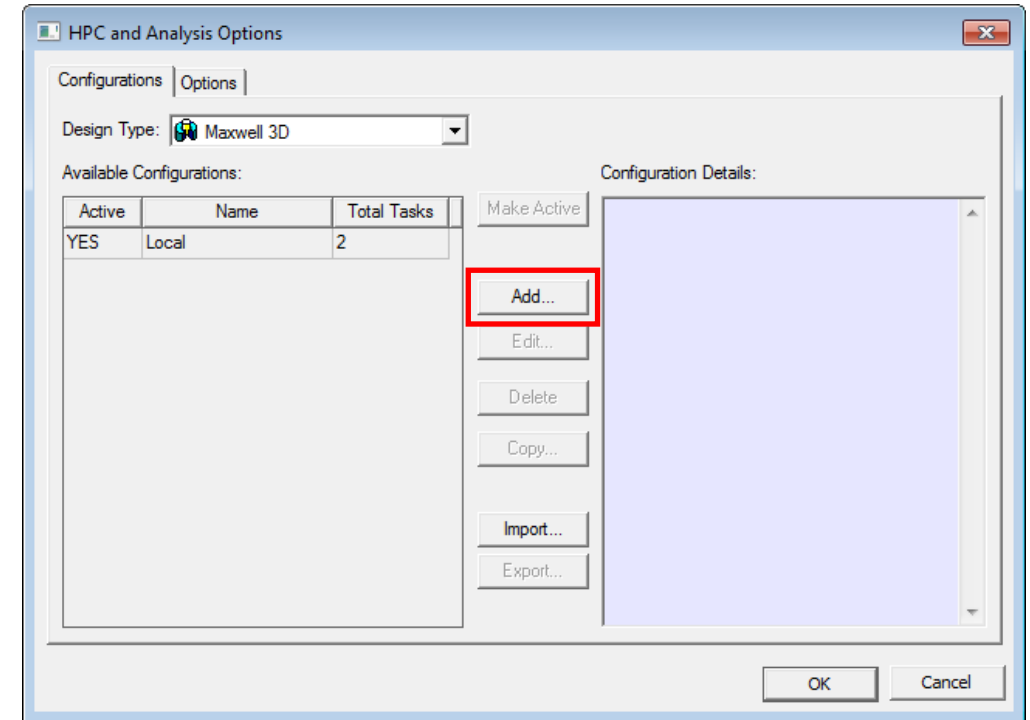 HPC and Analysis Options
Configurations Options
Design Type: Maxwell 3D
Available Configurations:
Configuration Details:
Active Name Total Tasks
YES Local 2
Make Active
Add...
Edit...
Delete
Copy...
Import...
Export...
OK Cancel